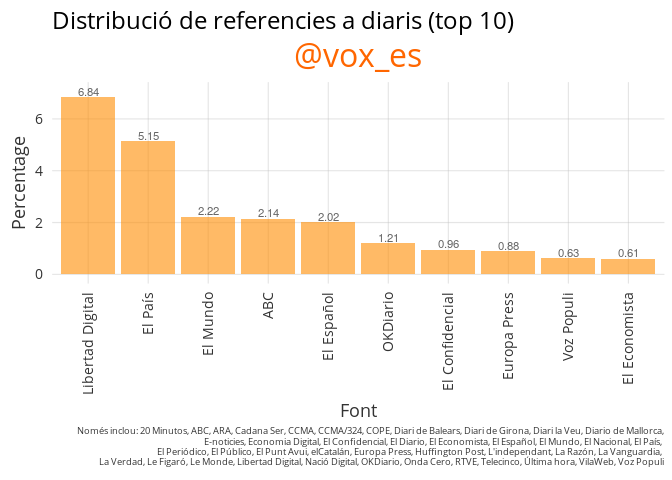 Distribució de referencies a diaris (top 10)
@vox_es
Percentage
6
4
2
0
6.84
5.15
2.22
2.14
2.02
1.21
0.96
0.88
0.63
0.61
Libertad Digital
El País
El Mundo
ABC
El Español
OKDiario
El Confidencial
Europa Press
Voz Populi
El Economista
Font
Només inclou: 20 Minutos, ABC, ARA, Cadana Ser, CCMA, CCMA/324, COPE, Diari de Balears, Diari de Girona, Diari la Veu, Diario de Mallorca,
E-noticies, Economia Digital, El Confidencial, El Diario, El Economista, El Español, El Mundo, El Nacional, El País,
El Periódico, El Público, El Punt Avui, elCatalán, Europa Press, Huffington Post, L'independant, La Razón, La Vanguardia,
La Verdad, Le Figaró, Le Monde, Libertad Digital, Nació Digital, OKDiario, Onda Cero, RTVE, Telecinco, Última hora, VilaWeb, Voz Populi